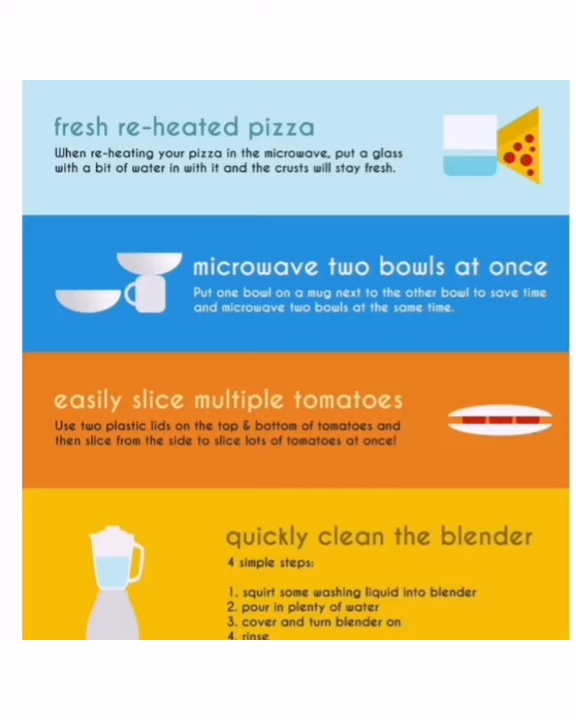 fresh re-heated pizza
When re-heating your pizza in the microwave, put a glass
with a bit of water in with it and the crusts will stay fresh.
microwave two bowls at once
Put one bowl on a mug next to the other bowl to save time
and microwave two bowls at the same time.
easily slice multiple tomatoes
Use two plastic lids on the top & bottom of tomatoes and
then slice from the side to slice lots of tomatoes at once!
quickly clean the blender
4 simple steps:
1. squirt some washing liquid into blender
2. pour in plenty of water
3. cover and turn blender on
4. rinse